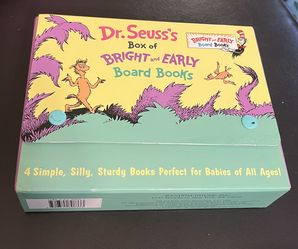 Dr. Seuss's
Box of
BRIGHT and EARLY
Board Books
BRIGHT and EARLY
Board Books
4 Simple, Silly, Sturdy Books Perfect for Babies of All Ages!